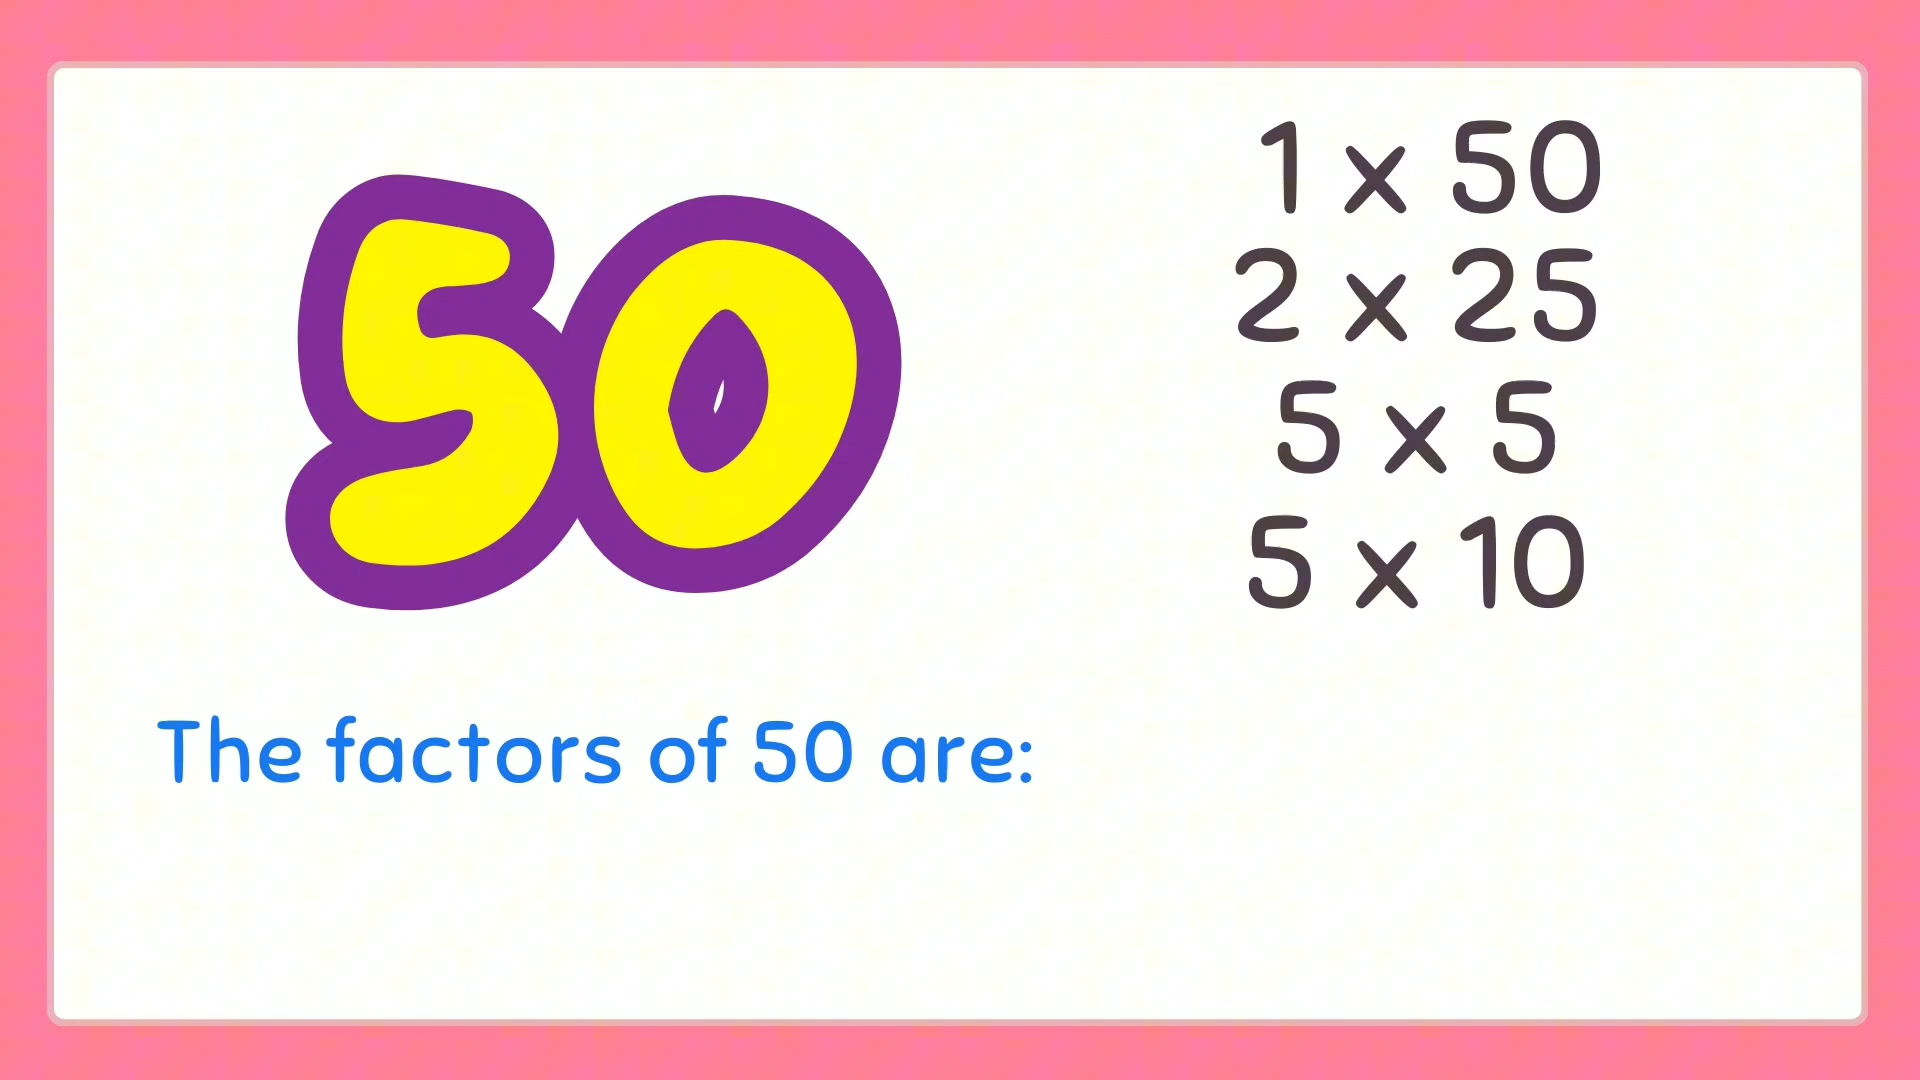 50
1 x 50
2 x 25
5 x 5
5 x 10
The factors of 50 are: